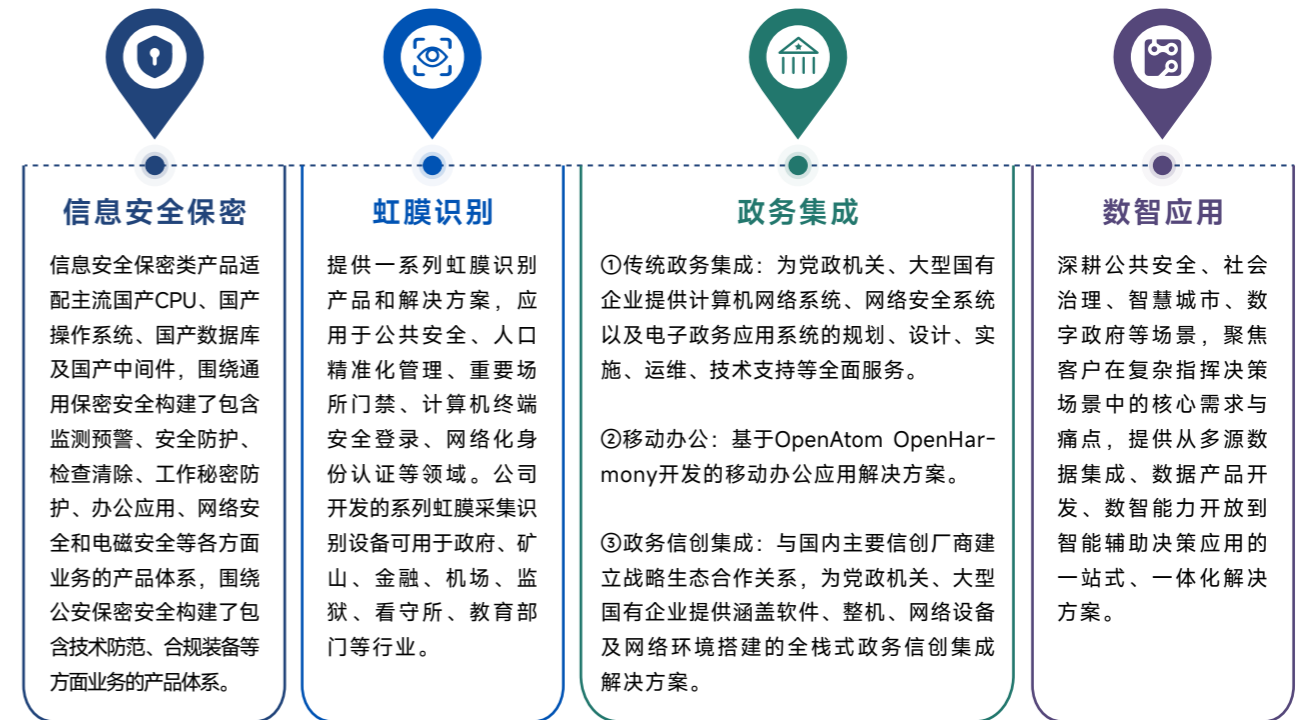 信息安全保密
信息安全保密类产品适
配主流国产CPU、国产
操作系统、国产数据库
及国产中间件，围绕通
用保密安全构建了包含
监测预警、安全防护、
检查清除、工作秘密防
护、办公应用、网络安
全和电磁安全等各方面
业务的产品体系，围绕
公安保密安全构建了包
含技术防范、合规装备等
方面业务的产品体系。
虹膜识别
提供一系列虹膜识别
产品和解决方案，应
用于公共安全、人口
精准化管理、重要场
所门禁、计算机终端
安全登录、网络化身
份认证等领域。公司
开发的系列虹膜采集识
别设备可用于政府、矿
山、金融、机场、监
狱、看守所、教育部
门等行业。
政务集成
①传统政务集成：为党政机关、大型国有
企业提供计算机网络系统、网络安全系统
以及电子政务应用系统的规划、设计、实
施、运维、技术支持等全面服务。
②移动办公：基于OpenAtom OpenHar-
mony开发的移动办公应用解决方案。
③政务信创集成：与国内主要信创厂商建
立战略生态合作关系，为党政机关、大型
国有企业提供涵盖软件、整机、网络设备
及网络环境搭建的全栈式政务信创集成
解决方案。
数智应用
深耕公共安全、社会
治理、智慧城市、数
字政府等场景，聚焦
客户在复杂指挥决策
场景中的核心需求与
痛点，提供从多源数
据集成、数据产品开
发、数智能力开放到
智能辅助决策应用的
一站式、一体化解决
方案。